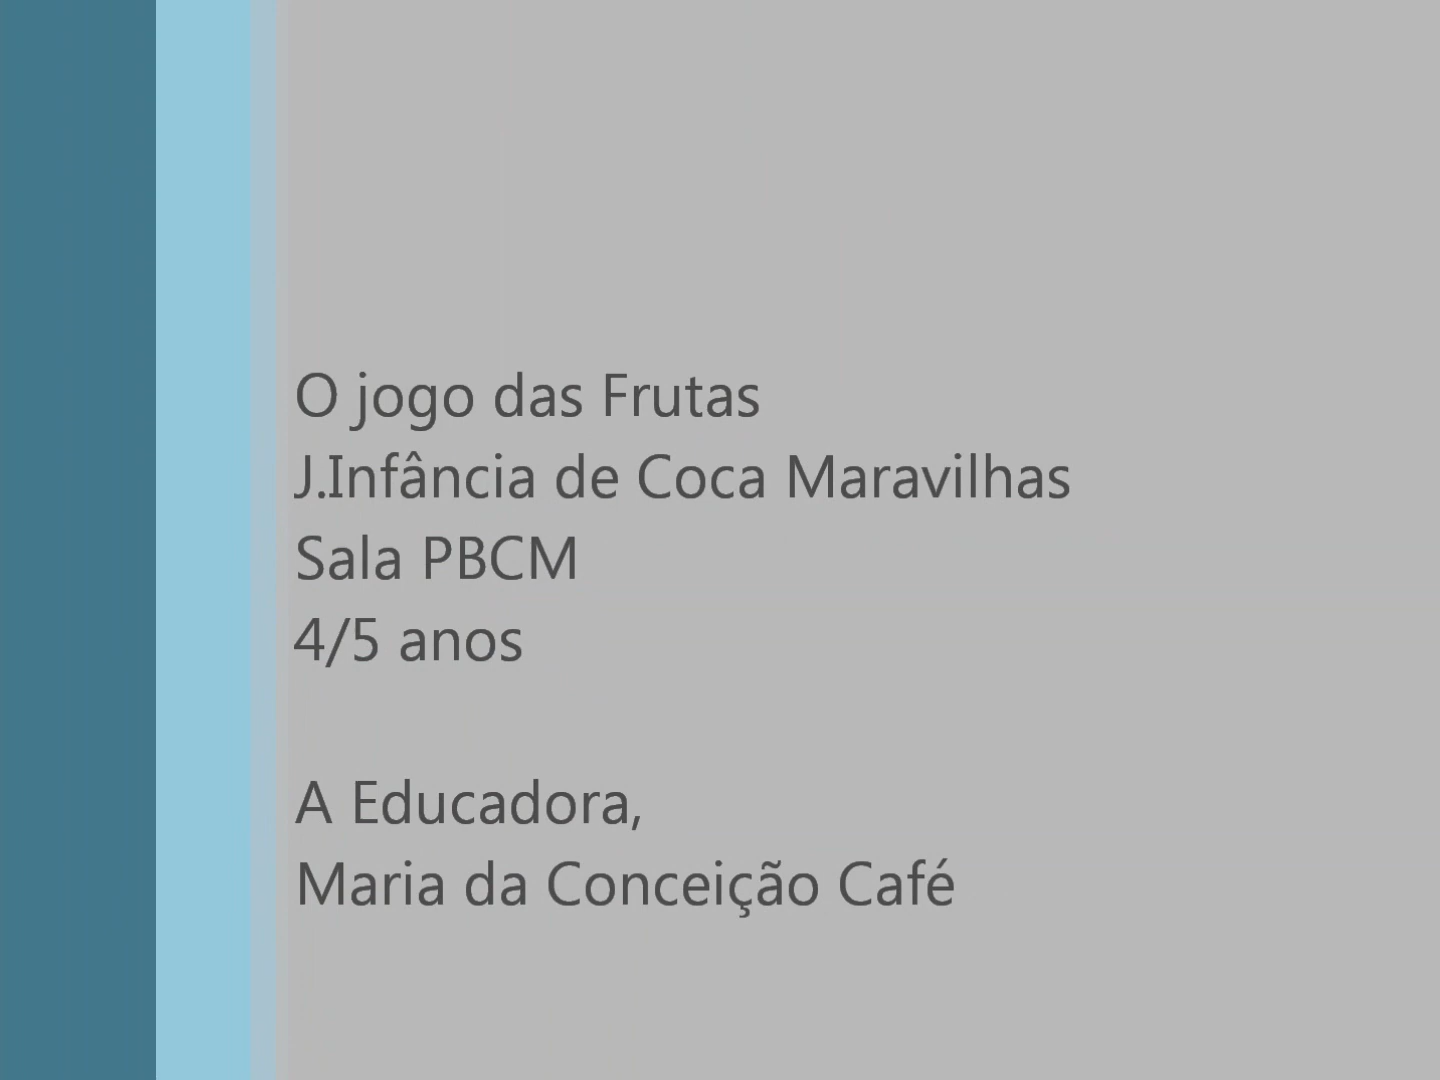 O jogo das Frutas
J.Infância de Coca Maravilhas
Sala PBCM
4/5 anos
A Educadora,
Maria da Conceição Café